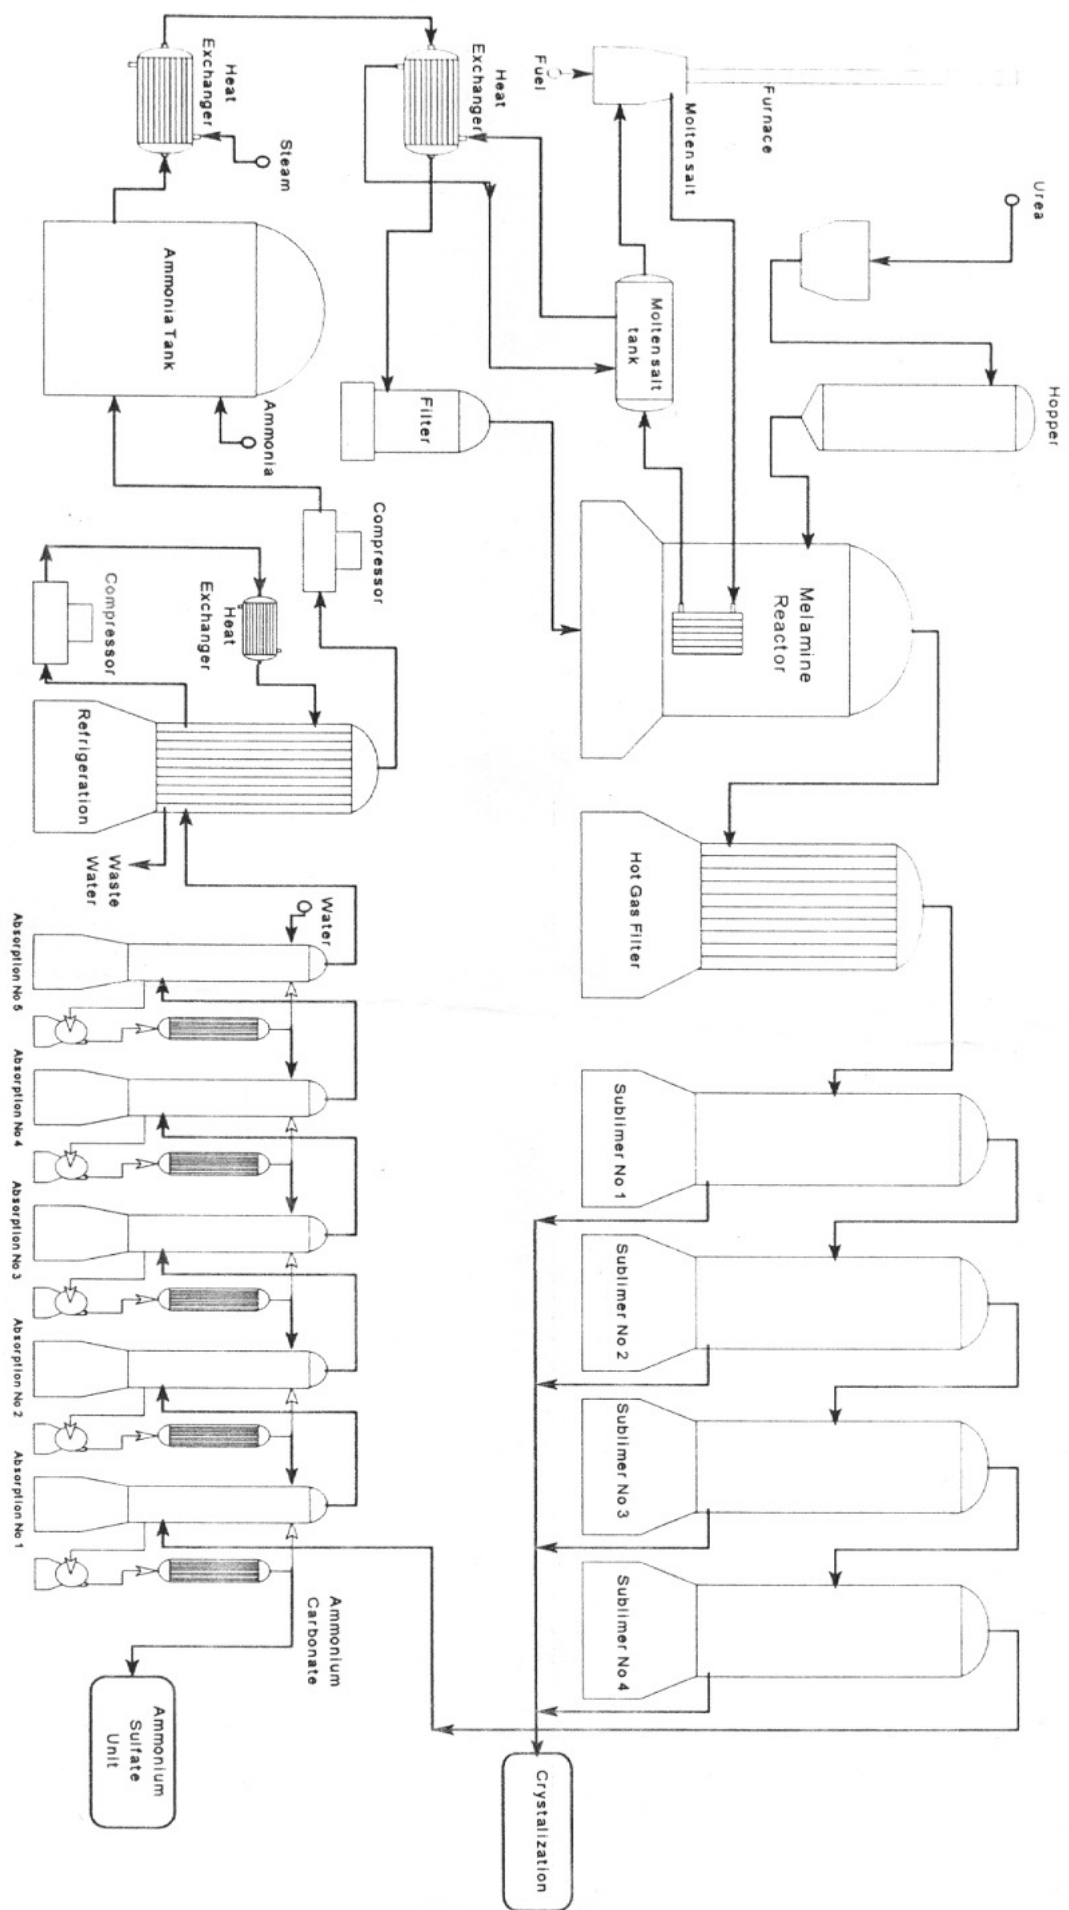 Urea
Hopper
Furnace
Molten salt
Fuel
Heat
Exchanger
Heat
Exchanger
Steam
Molten salt
tank
Ammonia Tank
Ammonia
Filter
Melamine
Reactor
Compressor
Compressor
Heat
Exchanger
Refrigeration
Waste
Water
Water
Hot Gas Filter
Sublimer No 1
Sublimer No 2
Sublimer No 3
Sublimer No 4
Absorption No 5
Absorption No 4
Absorption No 3
Absorption No 2
Absorption No 1
Ammonium
Carbonate
Ammonium
Sulfate
Unit
Crystalization